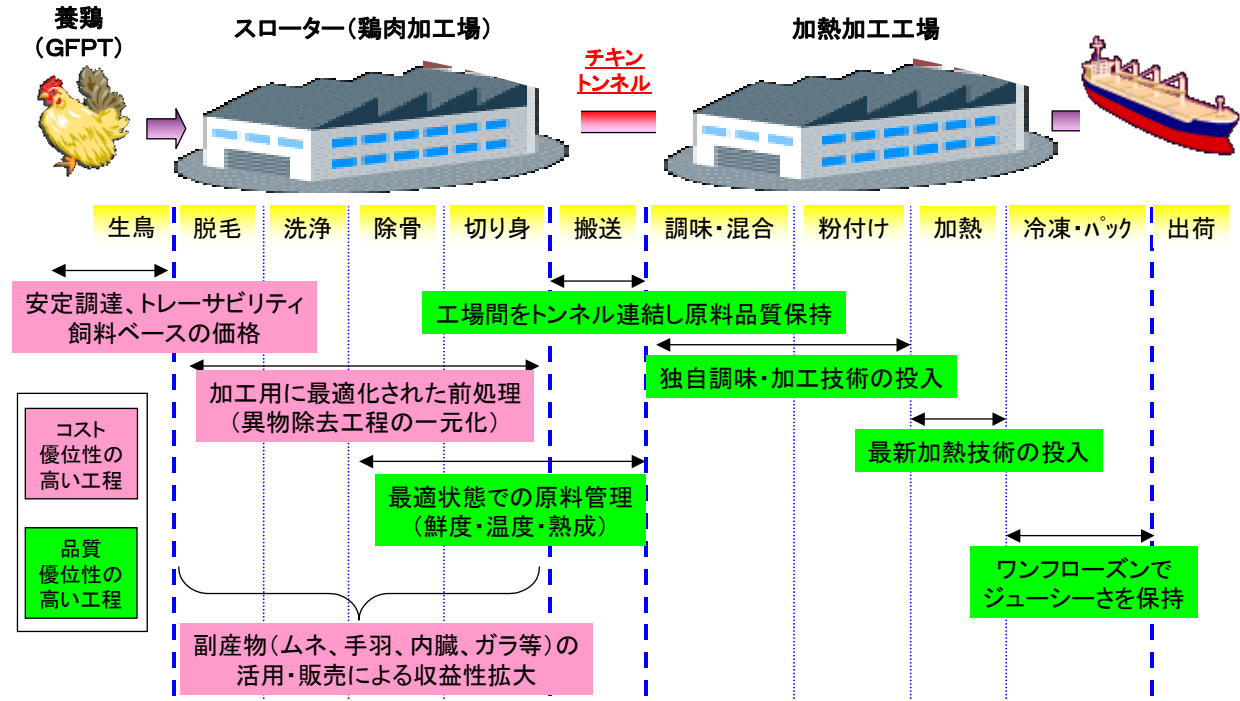 養鶏
（GFPT）
スローター（鶏肉加工場）
チキン
トンネル
加熱加工工場
生鳥
脱毛
洗浄
除骨
切り身
搬送
調味・混合
粉付け
加熱
冷凍・ﾊﾟｯｸ
出荷
安定調達、トレーサビリティ
飼料ベースの価格
工場間をトンネル連結し原料品質保持
加工用に最適化された前処理
（異物除去工程の一元化）
独自調味・加工技術の投入
最新加熱技術の投入
最適状態での原料管理
（鮮度・温度・熟成）
ワンフローズンで
ジューシーさを保持
副産物（ムネ、手羽、内臓、ガラ等）の
活用・販売による収益性拡大
コスト
優位性の
高い工程
品質
優位性の
高い工程